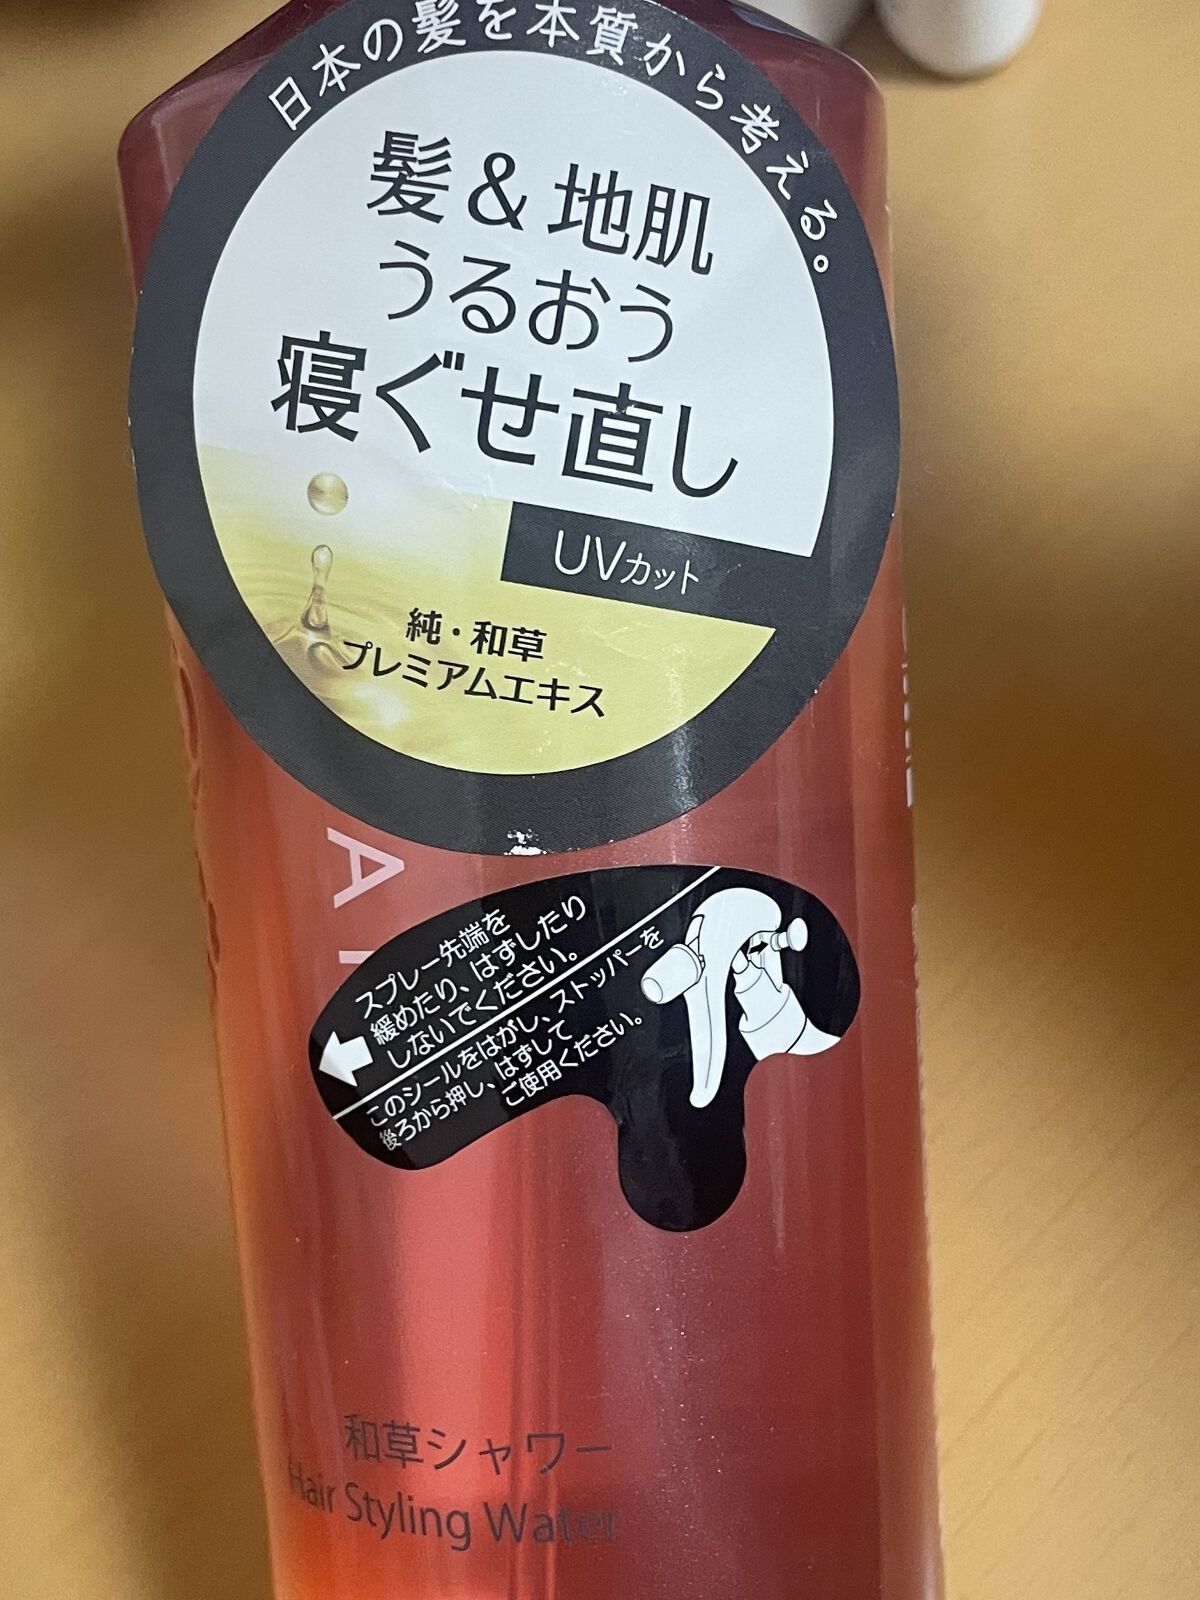 日本の髪を本質から考える。
髪&地肌
うるおう
寝ぐせ直し
UVカット
純・和草
プレミアムエキス
スプレー先端を
緩めたり、はずしたり
しないでください。
このシールをはがし、ストッパーを
後ろから押し、はずして
ご使用ください。
和草シャワー
Hair Styling Water